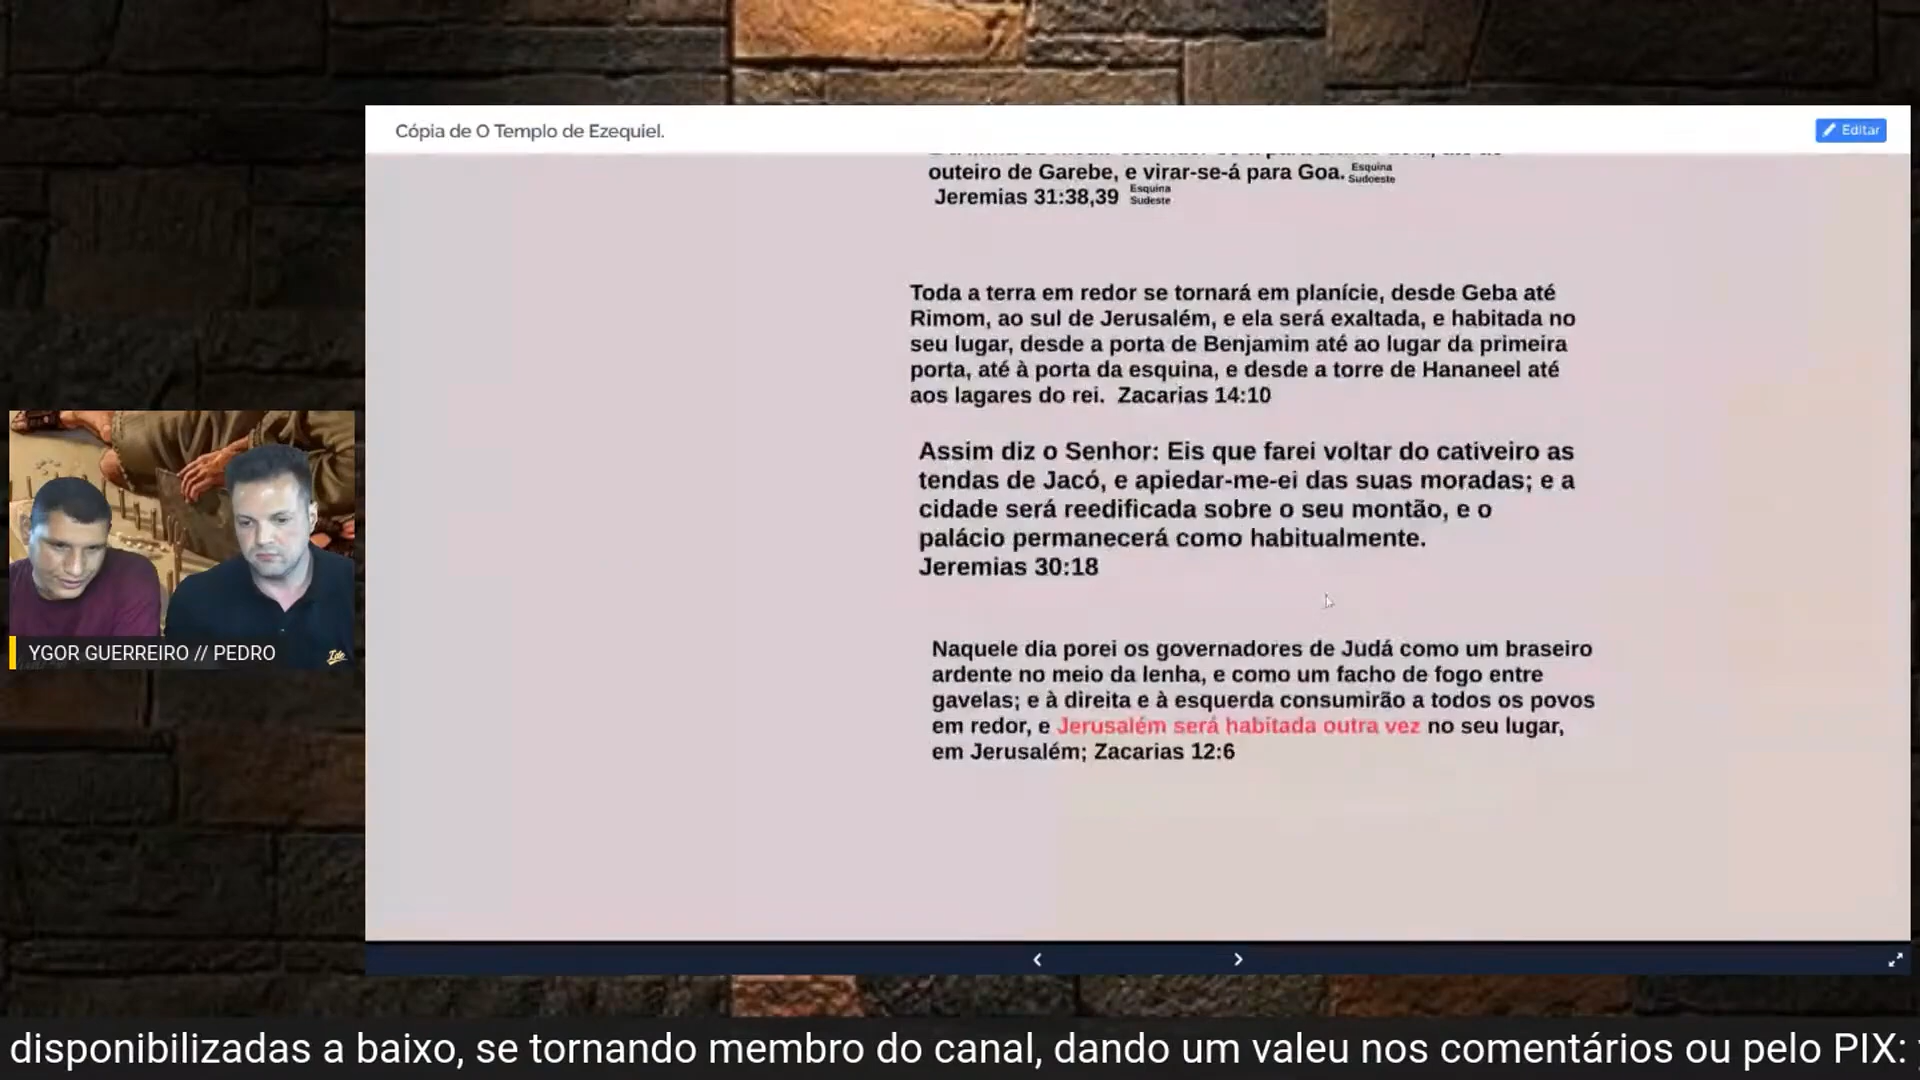 Cópia de O Templo de Ezequiel.
Editar
outeiro de Garebe, e virar-se-á para Goa. Esquina Sudoeste
Jeremias 31:38,39 Esquina Sudeste
Toda a terra em redor se tornará em planície, desde Geba até
Rimom, ao sul de Jerusalém, e ela será exaltada, e habitada no
seu lugar, desde a porta de Benjamim até ao lugar da primeira
porta, até à porta da esquina, e desde a torre de Hananeel até
aos lagares do rei. Zacarias 14:10
Assim diz o Senhor: Eis que farei voltar do cativeiro as
tendas de Jacó, e apiedar-me-ei das suas moradas; e a
cidade será reedificada sobre o seu montão, e o
palácio permanecerá como habitualmente.
Jeremias 30:18
Naquele dia porei os governadores de Judá como um braseiro
ardente no meio da lenha, e como um facho de fogo entre
gavelas; e à direita e à esquerda consumirão a todos os povos
em redor, e Jerusalém será habitada outra vez no seu lugar,
em Jerusalém; Zacarias 12:6
YGOR GUERREIRO // PEDRO
disponibilizadas a baixo, se tornando membro do canal, dando um valeu nos comentários ou pelo PIX: